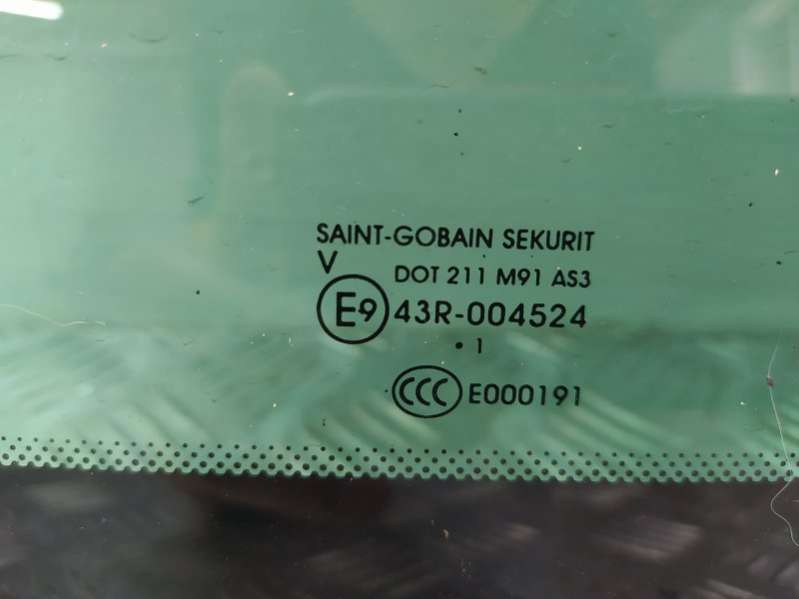 SAINT-GOBAIN SEKURIT
V
DOT 211 M91 AS3
E9 43R-004524
• 1
CCC E000191